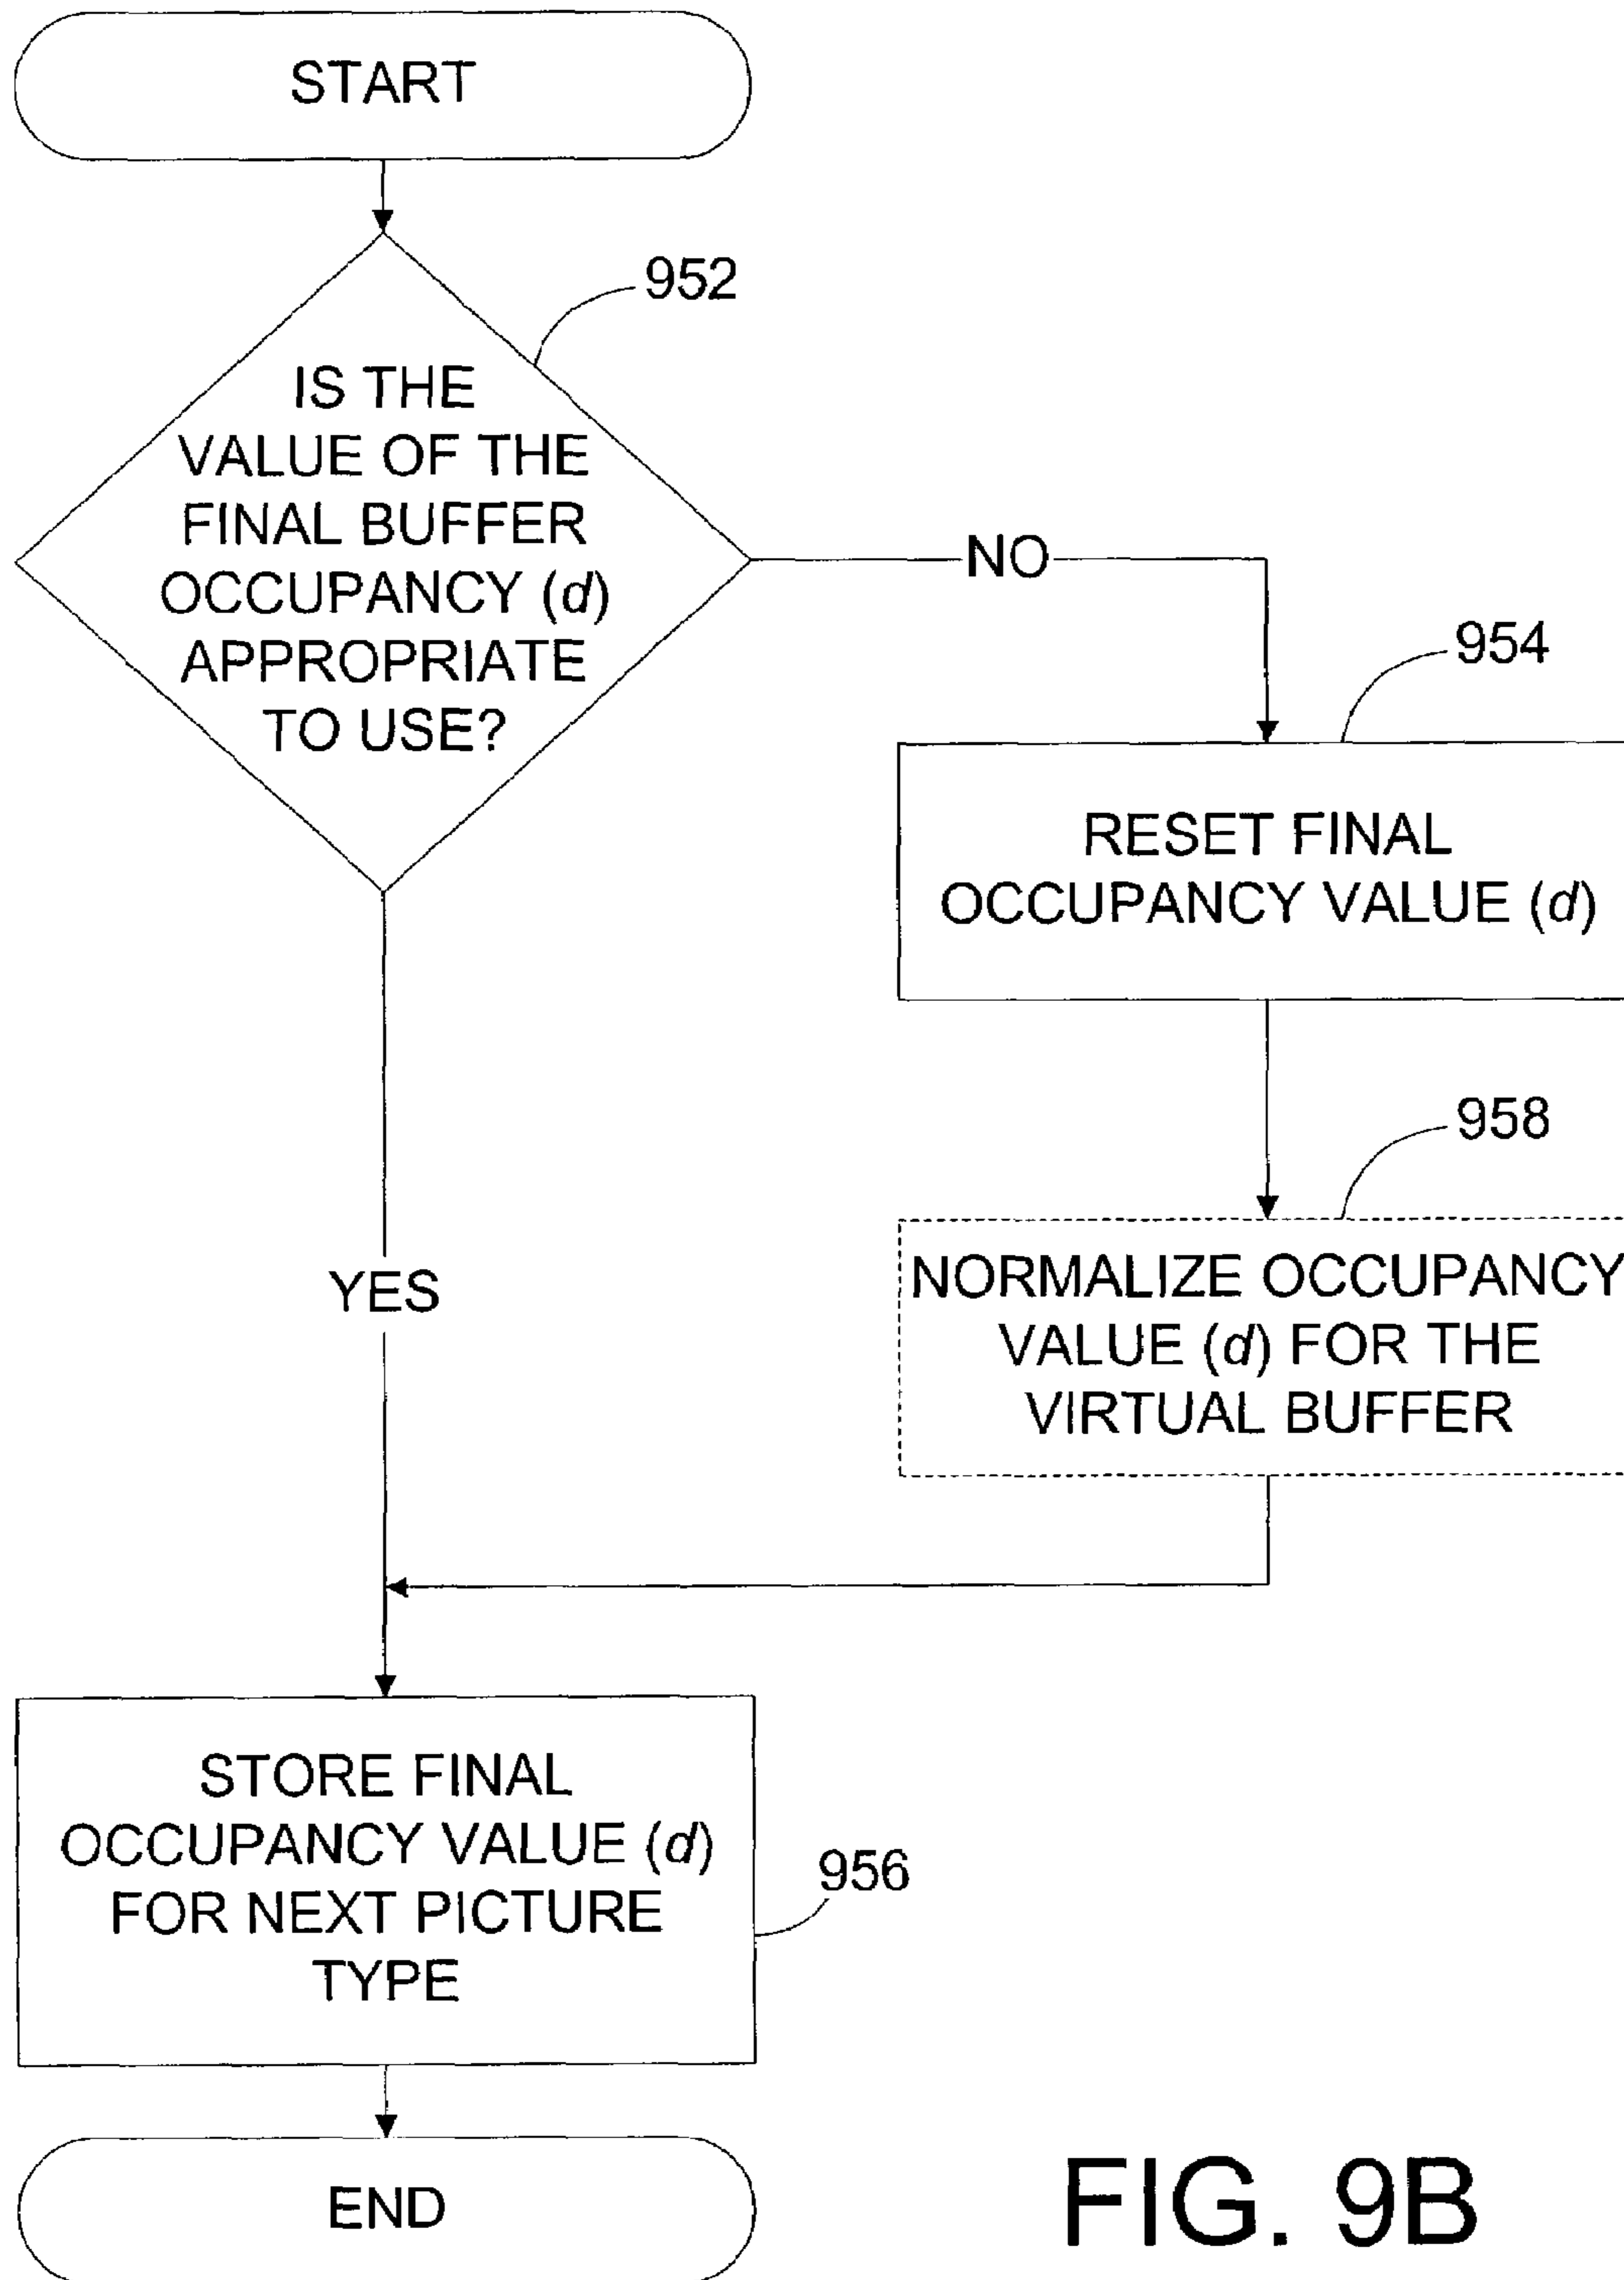 START
952
IS THE
VALUE OF THE
FINAL BUFFER
OCCUPANCY (d)
APPROPRIATE
TO USE?
NO
954
RESET FINAL
OCCUPANCY VALUE (d)
958
NORMALIZE OCCUPANCY
VALUE (d) FOR THE
VIRTUAL BUFFER
YES
STORE FINAL
OCCUPANCY VALUE (d)
FOR NEXT PICTURE
TYPE
956
END
FIG. 9B